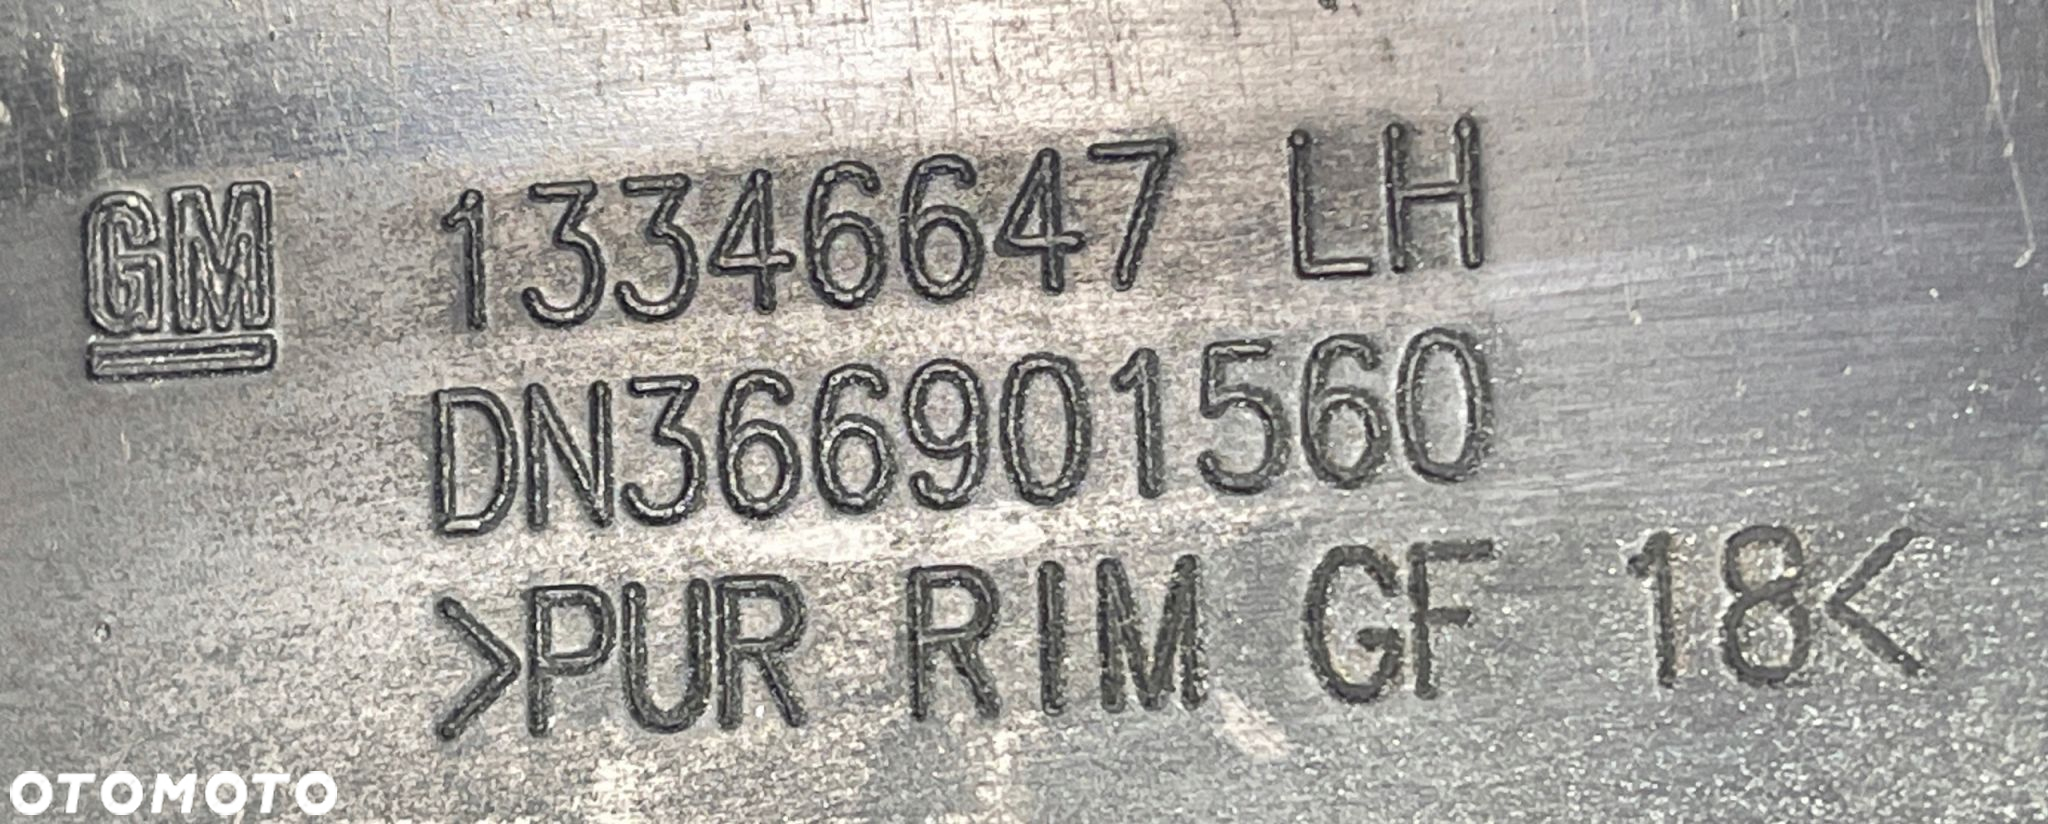 GM 13346647 LH
DN366901560
>PUR RIM GF 18<
OTOMOTO